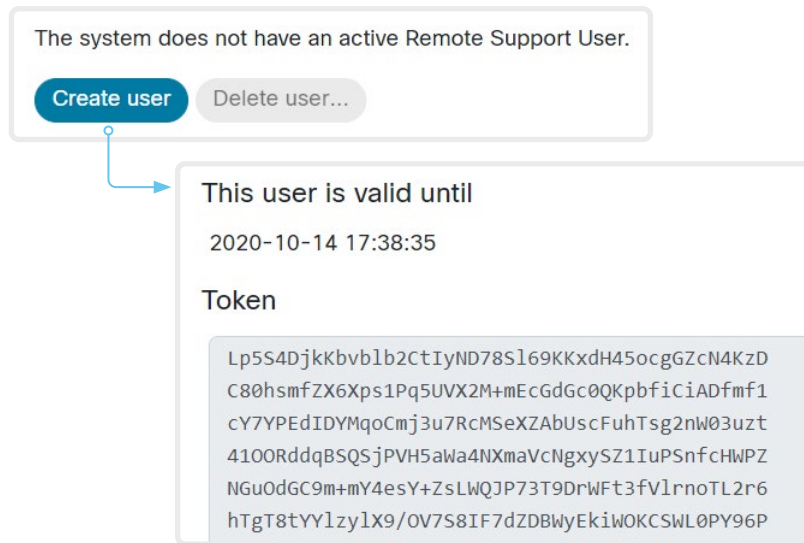 The system does not have an active Remote Support User.
Create user Delete user...
This user is valid until
2020-10-14 17:38:35
Token
Lp5S4DjkKbvblb2CtIyND78Sl69KKxdH45ocgGZcN4KzD
C80hsmfZX6Xps1Pq5UVX2M+mEcGdGc0QKpbfiCiADfmf1
cY7YPEdIDYMqoCmj3u7RcMSeXZAbUscFuhTsg2nW03uzt
41OORddqBSQSjPVH5aWa4NXmaVcNgxySZ1IuPSnfcHWPZ
NGuOdGC9m+mY4esY+ZsLWQJP73T9DrWFt3fVlrnoTL2r6
hTgT8tYYlzylX9/OV7S8IF7dZDBWyEkiWOKCSWL0PY96P